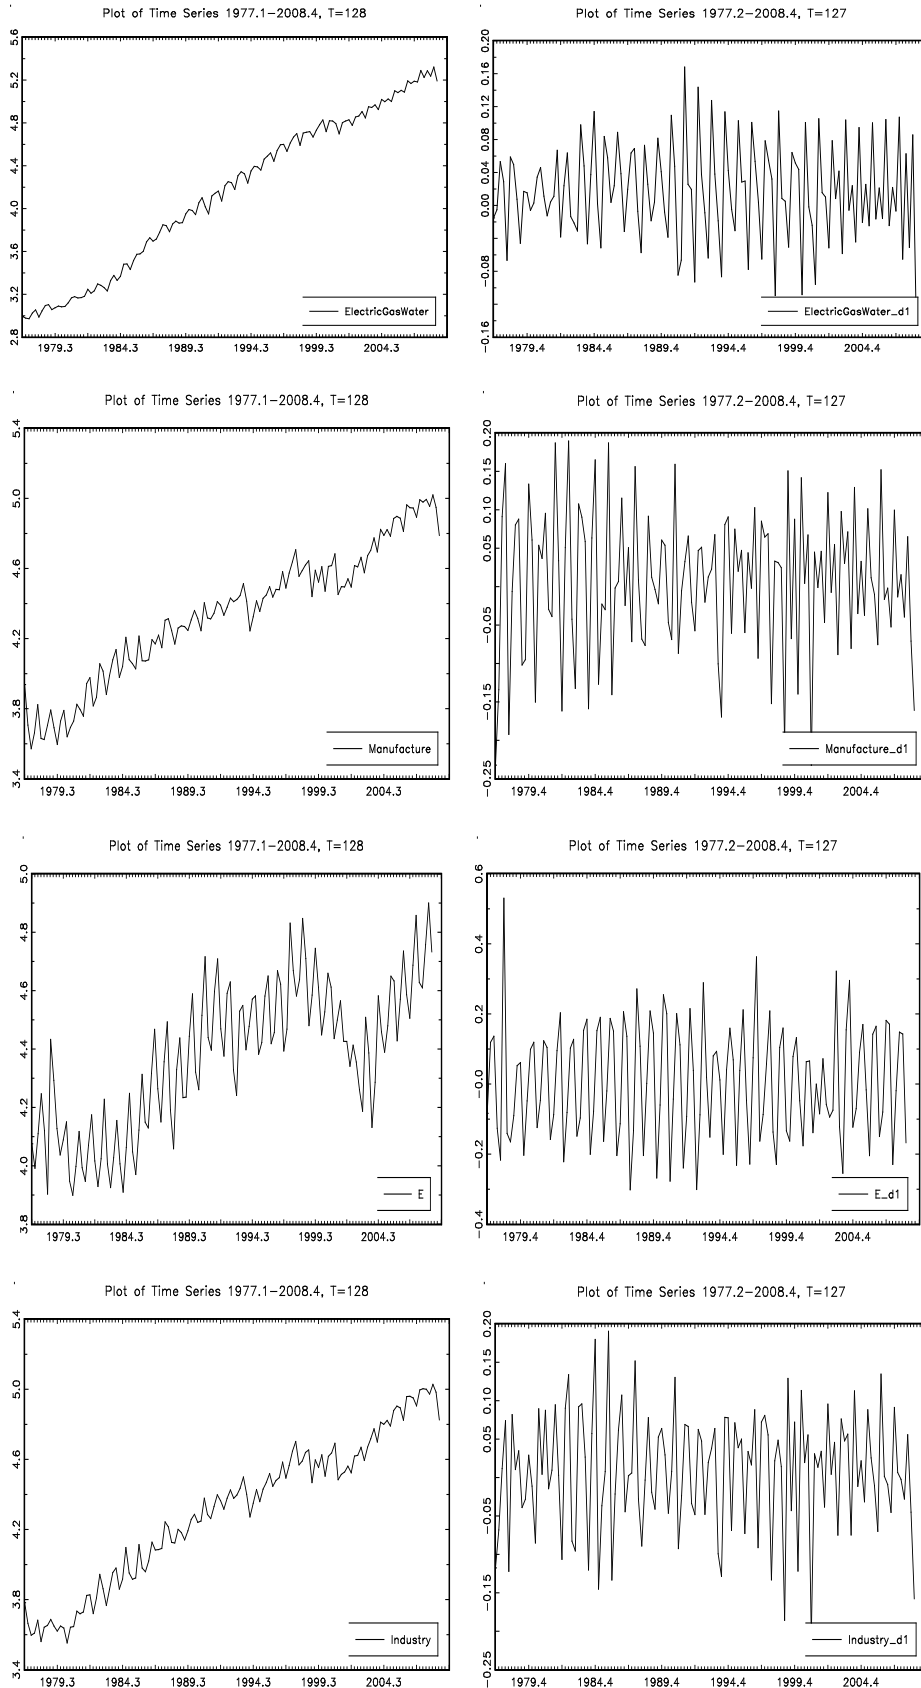 Plot of Time Series 1977.1−2008.4, T=128
5.6
5.2
4.8
4.4
4.0
3.6
3.2
2.8
ElectricGasWater
1979.3 1984.3 1989.3 1994.3 1999.3 2004.3
Plot of Time Series 1977.2−2008.4, T=127
0.20
0.16
0.12
0.08
0.04
0.00
−0.08
−0.16
ElectricGasWater_d1
1979.4 1984.4 1989.4 1994.4 1999.4 2004.4
Plot of Time Series 1977.1−2008.4, T=128
5.4
5.0
4.6
4.2
3.8
3.4
Manufacture
1979.3 1984.3 1989.3 1994.3 1999.3 2004.3
Plot of Time Series 1977.2−2008.4, T=127
0.20
0.15
0.10
0.05
−0.05
−0.15
−0.25
Manufacture_d1
1979.4 1984.4 1989.4 1994.4 1999.4 2004.4
Plot of Time Series 1977.1−2008.4, T=128
5.0
4.8
4.6
4.4
4.2
4.0
3.8
E
1979.3 1984.3 1989.3 1994.3 1999.3 2004.3
Plot of Time Series 1977.2−2008.4, T=127
0.6
0.4
0.2
−0.0
−0.2
−0.4
E_d1
1979.4 1984.4 1989.4 1994.4 1999.4 2004.4
Plot of Time Series 1977.1−2008.4, T=128
5.4
5.0
4.6
4.2
3.8
3.4
Industry
1979.3 1984.3 1989.3 1994.3 1999.3 2004.3
Plot of Time Series 1977.2−2008.4, T=127
0.20
0.15
0.10
0.05
−0.05
−0.15
−0.25
Industry_d1
1979.4 1984.4 1989.4 1994.4 1999.4 2004.4